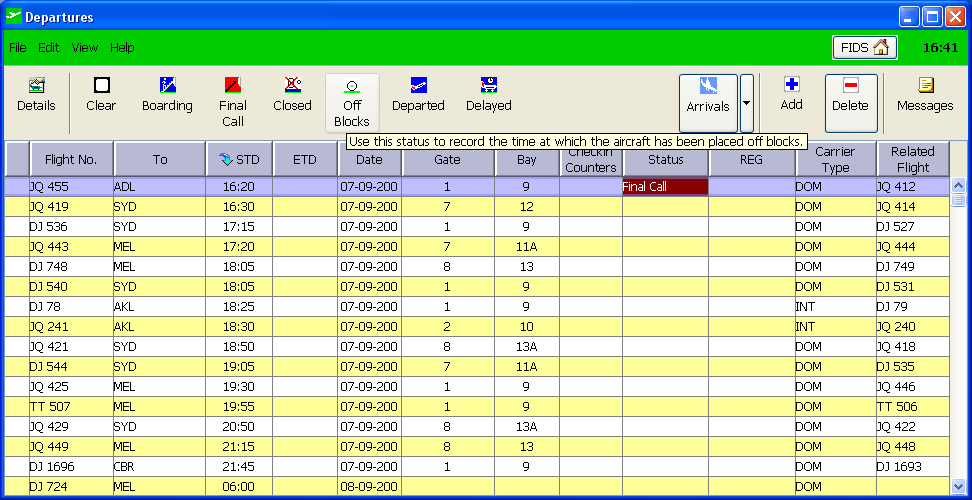 Departures
File Edit View Help FIDS 16:41
Details Clear Boarding Final Call Closed Off Blocks Departed Delayed Arrivals Add Delete Messages
Use this status to record the time at which the aircraft has been placed off blocks.
Flight No. To STD ETD Date Gate Bay Checkin Counters Status REG Carrier Type Related Flight
JQ 455 ADL 16:20 07-09-200 1 9 Final Call DOM JQ 412
JQ 419 SYD 16:30 07-09-200 7 12 DOM JQ 414
DJ 536 SYD 17:15 07-09-200 1 9 DOM DJ 527
JQ 443 MEL 17:20 07-09-200 7 11A DOM JQ 444
DJ 748 MEL 18:05 07-09-200 8 13 DOM DJ 749
DJ 540 SYD 18:05 07-09-200 1 9 DOM DJ 531
DJ 78 AKL 18:25 07-09-200 1 9 INT DJ 79
JQ 241 AKL 18:30 07-09-200 2 10 INT JQ 240
JQ 421 SYD 18:50 07-09-200 8 13A DOM JQ 418
DJ 544 SYD 19:05 07-09-200 7 11A DOM DJ 535
JQ 425 MEL 19:30 07-09-200 1 9 DOM JQ 446
TT 507 MEL 19:55 07-09-200 1 9 DOM TT 506
JQ 429 SYD 20:50 07-09-200 8 13A DOM JQ 422
JQ 449 MEL 21:15 07-09-200 8 13 DOM JQ 448
DJ 1696 CBR 21:45 07-09-200 1 9 DOM DJ 1693
DJ 724 MEL 06:00 08-09-200 DOM